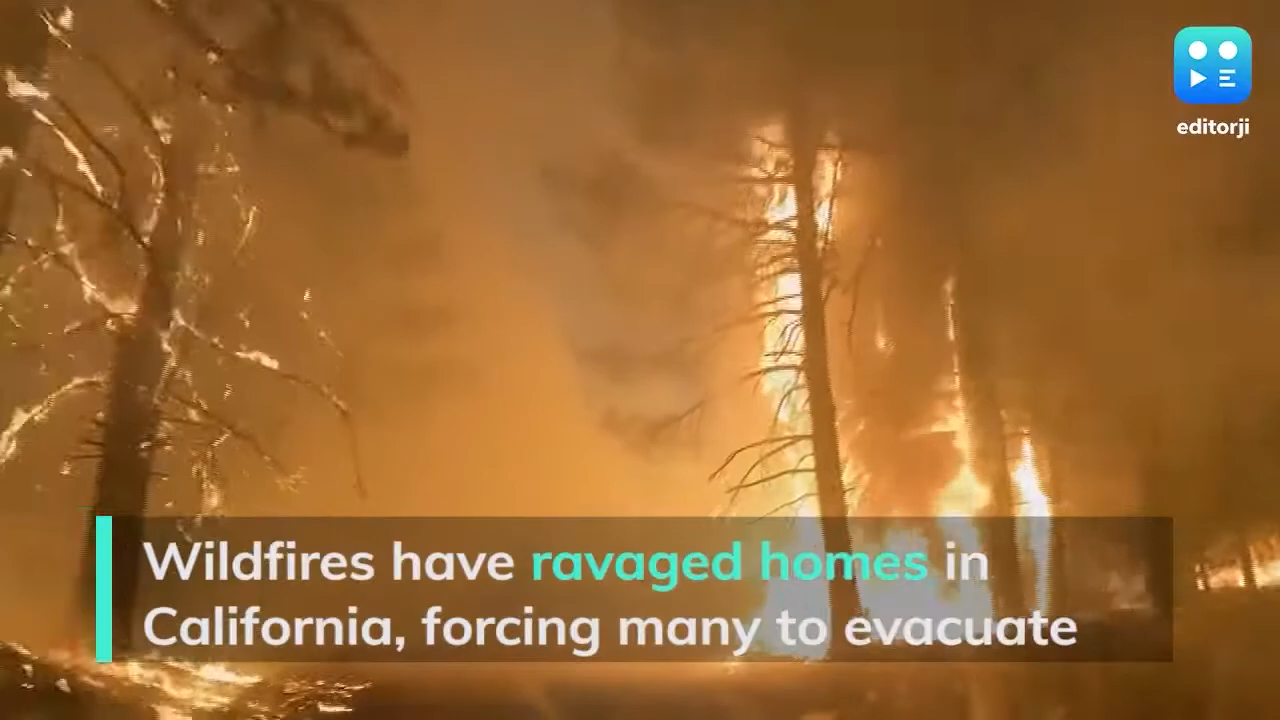 editorji
Wildfires have ravaged homes in
California, forcing many to evacuate